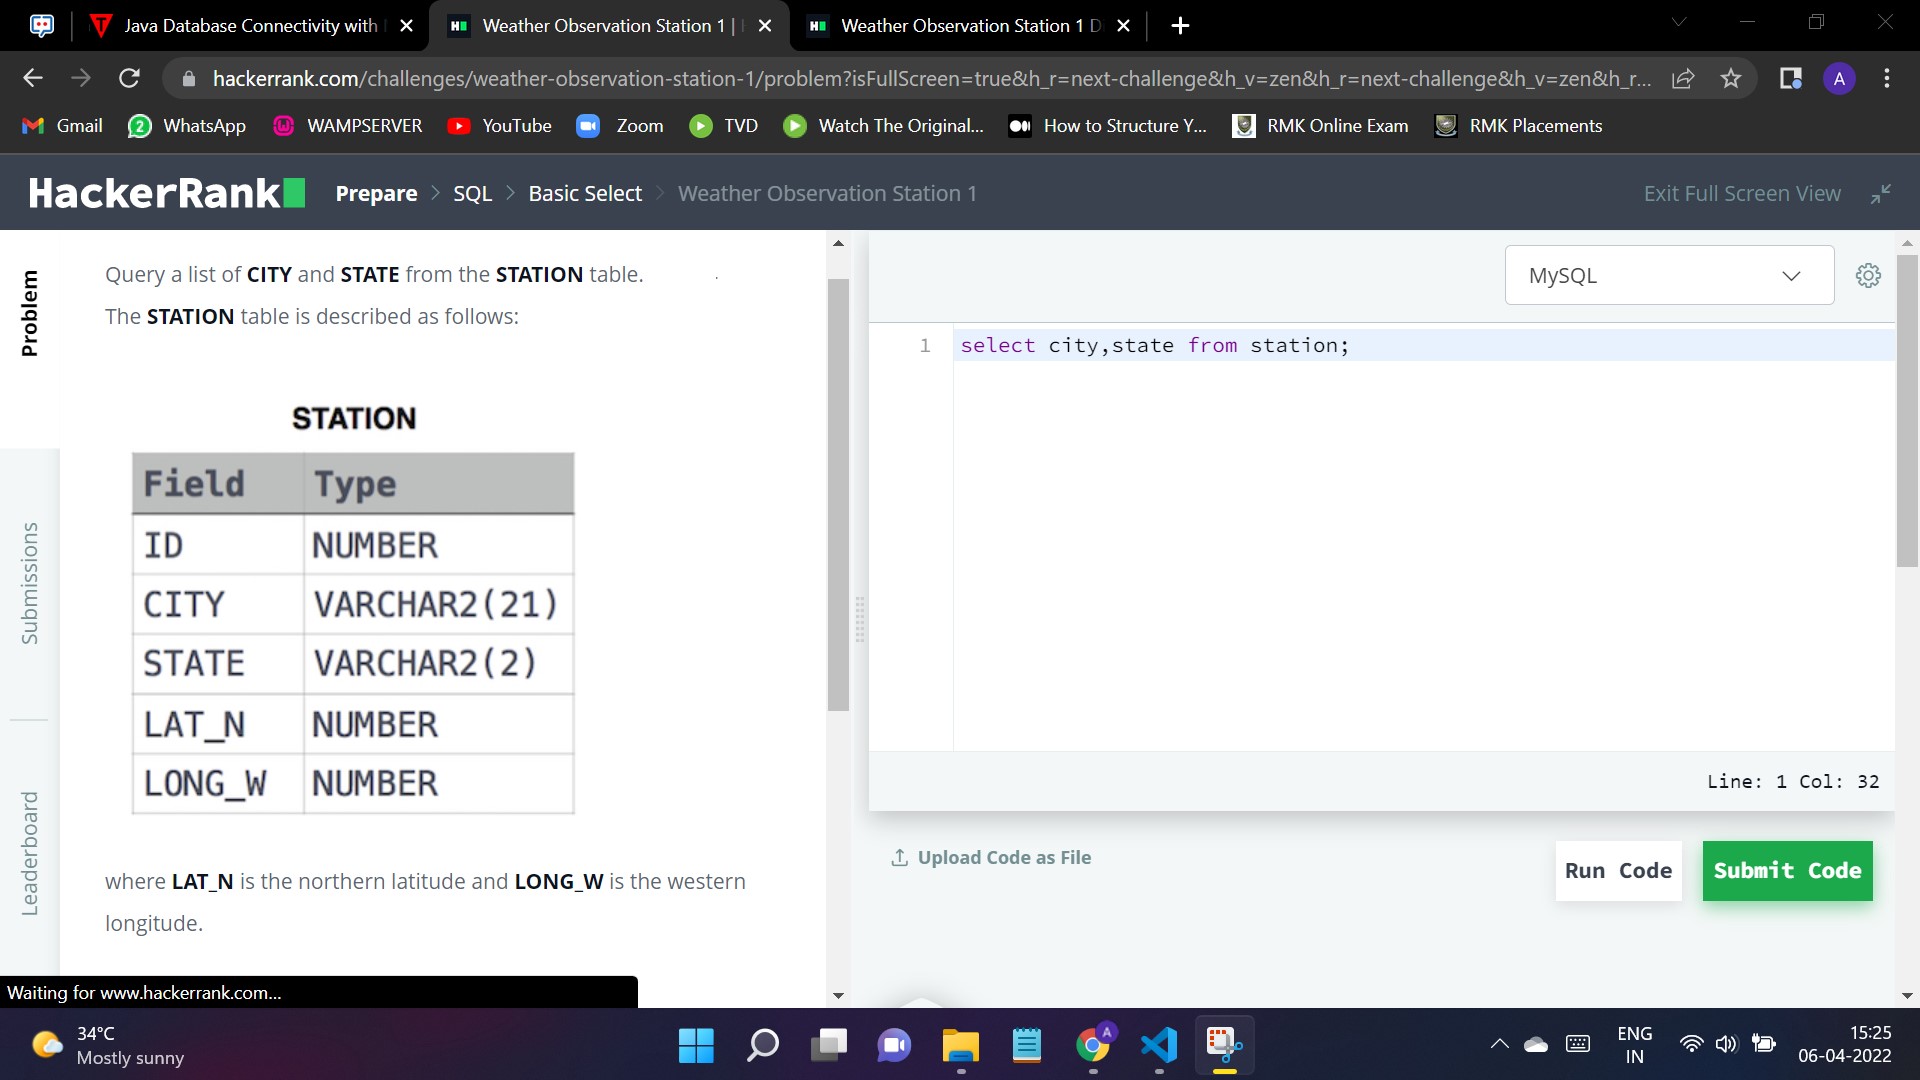 Java Database Connectivity with
Weather Observation Station 1 |
Weather Observation Station 1 D
hackerrank.com/challenges/weather-observation-station-1/problem?isFullScreen=true&h_r=next-challenge&h_v=zen&h_r=next-challenge&h_v=zen&h_r...
A
Gmail
2
WhatsApp
WAMPSERVER
YouTube
Zoom
TVD
Watch The Original...
How to Structure Y...
RMK Online Exam
RMK Placements
HackerRank
Prepare > SQL > Basic Select > Weather Observation Station 1
Exit Full Screen View
Problem
Submissions
Leaderboard
Query a list of CITY and STATE from the STATION table.
The STATION table is described as follows:
STATION
Field Type
ID NUMBER
CITY VARCHAR2(21)
STATE VARCHAR2(2)
LAT_N NUMBER
LONG_W NUMBER
where LAT_N is the northern latitude and LONG_W is the western
longitude.
MySQL
1 select city,state from station;
Line: 1 Col: 32
Upload Code as File
Run Code
Submit Code
Waiting for www.hackerrank.com...
34°C
Mostly sunny
A
ENG
IN
15:25
06-04-2022